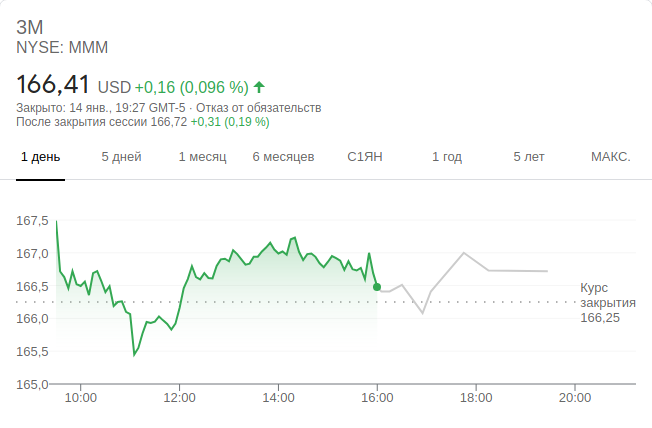 3M
NYSE: MMM
166,41 USD +0,16 (0,096 %)
Закрыто: 14 янв., 19:27 GMT-5 · Отказ от обязательств
После закрытия сессии 166,72 +0,31 (0,19 %)
1 день 5 дней 1 месяц 6 месяцев С1ЯН 1 год 5 лет МАКС.
167,5
167,0
166,5
Курс
закрытия
166,25
166,0
165,5
165,0
10:00 12:00 14:00 16:00 18:00 20:00